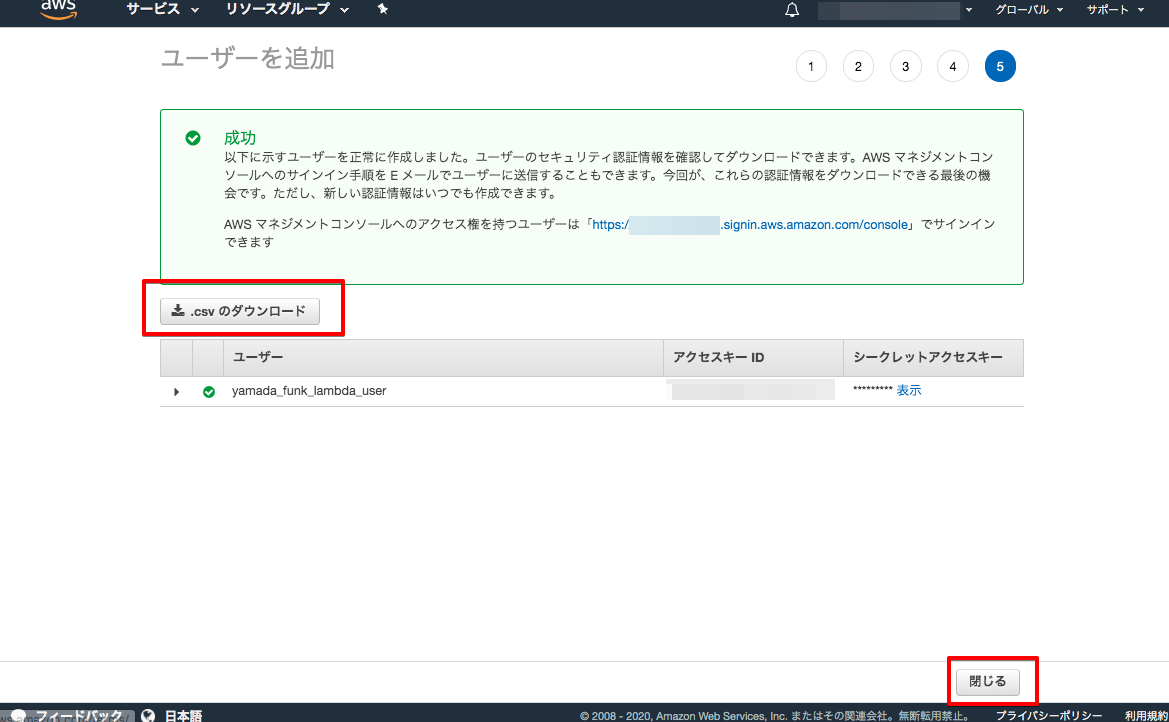 aws サービス リソースグループ グローバル サポート
ユーザーを追加
1 2 3 4 5
成功
以下に示すユーザーを正常に作成しました。ユーザーのセキュリティ認証情報を確認してダウンロードできます。AWS マネジメントコン
ソールへのサインイン手順を E メールでユーザーに送信することもできます。今回が、これらの認証情報をダウンロードできる最後の機
会です。ただし、新しい認証情報はいつでも作成できます。
AWS マネジメントコンソールへのアクセス権を持つユーザーは「https:/ .signin.aws.amazon.com/console」でサインイン
できます
.csv のダウンロード
ユーザー アクセスキー ID シークレットアクセスキー
yamada_funk_lambda_user ********* 表示
閉じる
フィードバック 日本語 © 2008 - 2020, Amazon Web Services, Inc. またはその関連会社。無断転用禁止。 プライバシーポリシー 利用規約